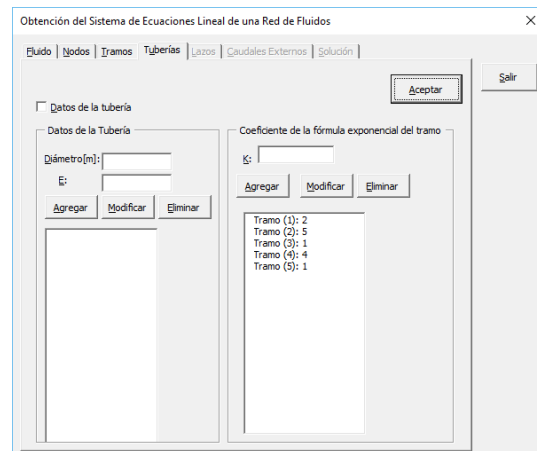 Obtención del Sistema de Ecuaciones Lineal de una Red de Fluidos
Fluido Nodos Tramos Tuberías Lazos Caudales Externos Solución
Salir
Aceptar
Datos de la tubería
Datos de la Tubería
Diámetro[m]:
E:
Agregar Modificar Eliminar
Coeficiente de la fórmula exponencial del tramo
K:
Agregar Modificar Eliminar
Tramo (1): 2
Tramo (2): 5
Tramo (3): 1
Tramo (4): 4
Tramo (5): 1